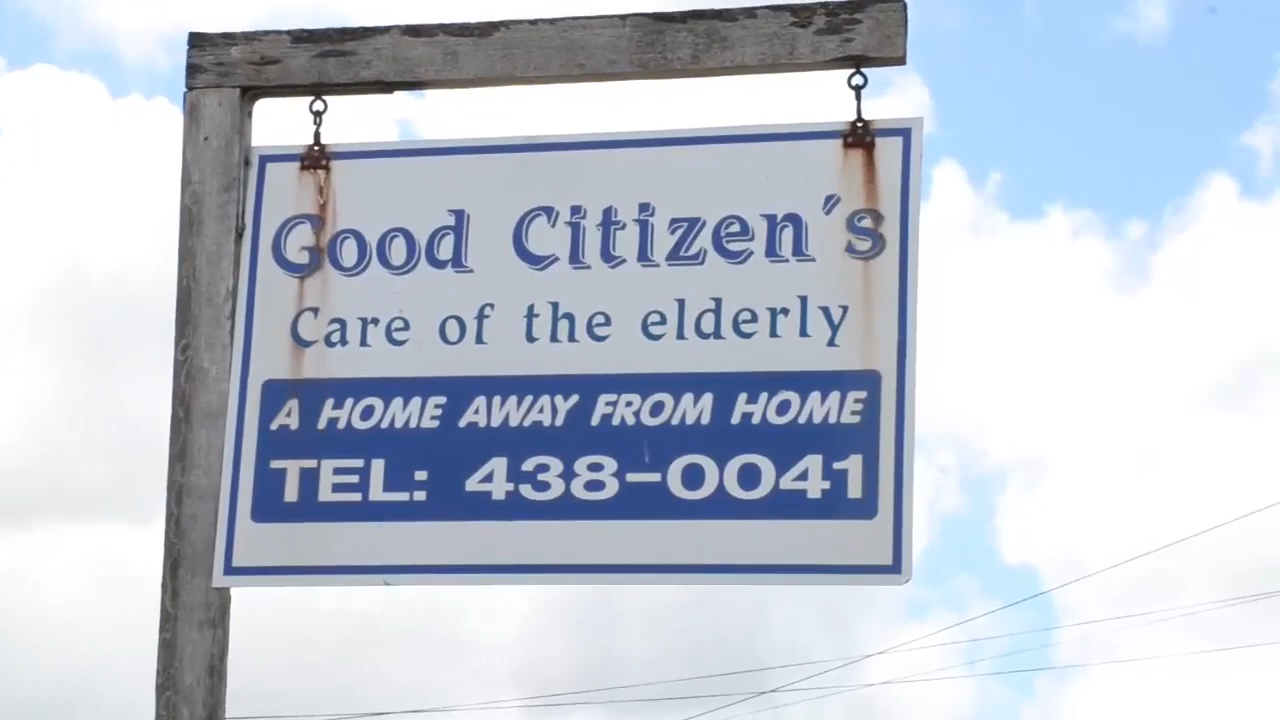 Good Citizen's
Care of the elderly
A HOME AWAY FROM HOME
TEL: 438-0041